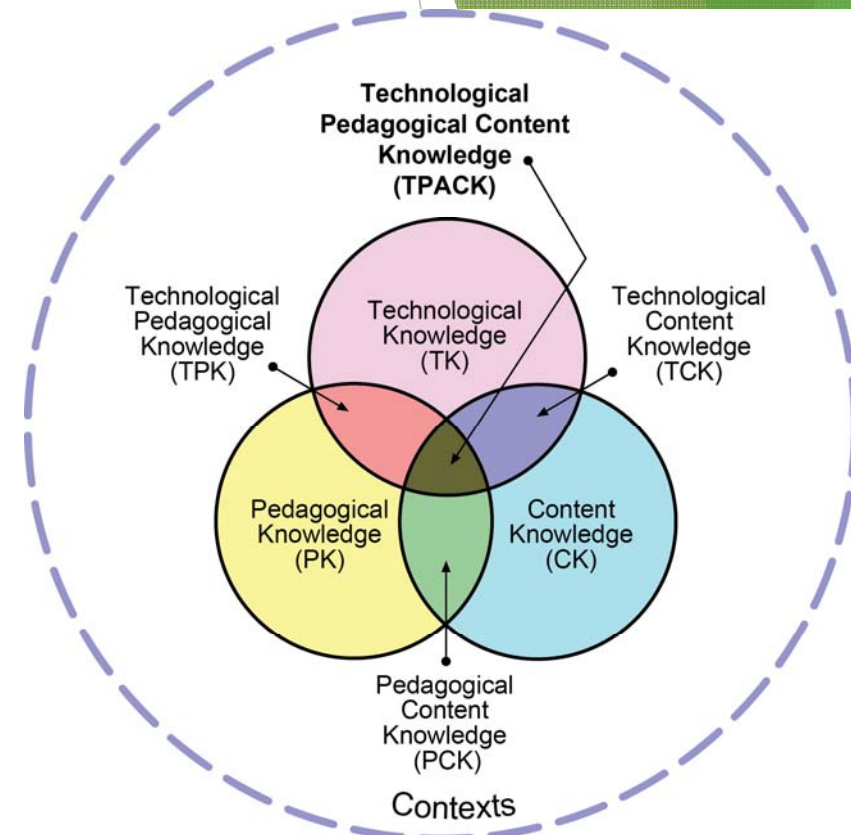 Technological
Pedagogical Content
Knowledge
(TPACK)
Technological
Pedagogical
Knowledge
(TPK)
Technological
Knowledge
(TK)
Technological
Content
Knowledge
(TCK)
Pedagogical
Knowledge
(PK)
Content
Knowledge
(CK)
Pedagogical
Content
Knowledge
(PCK)
Contexts